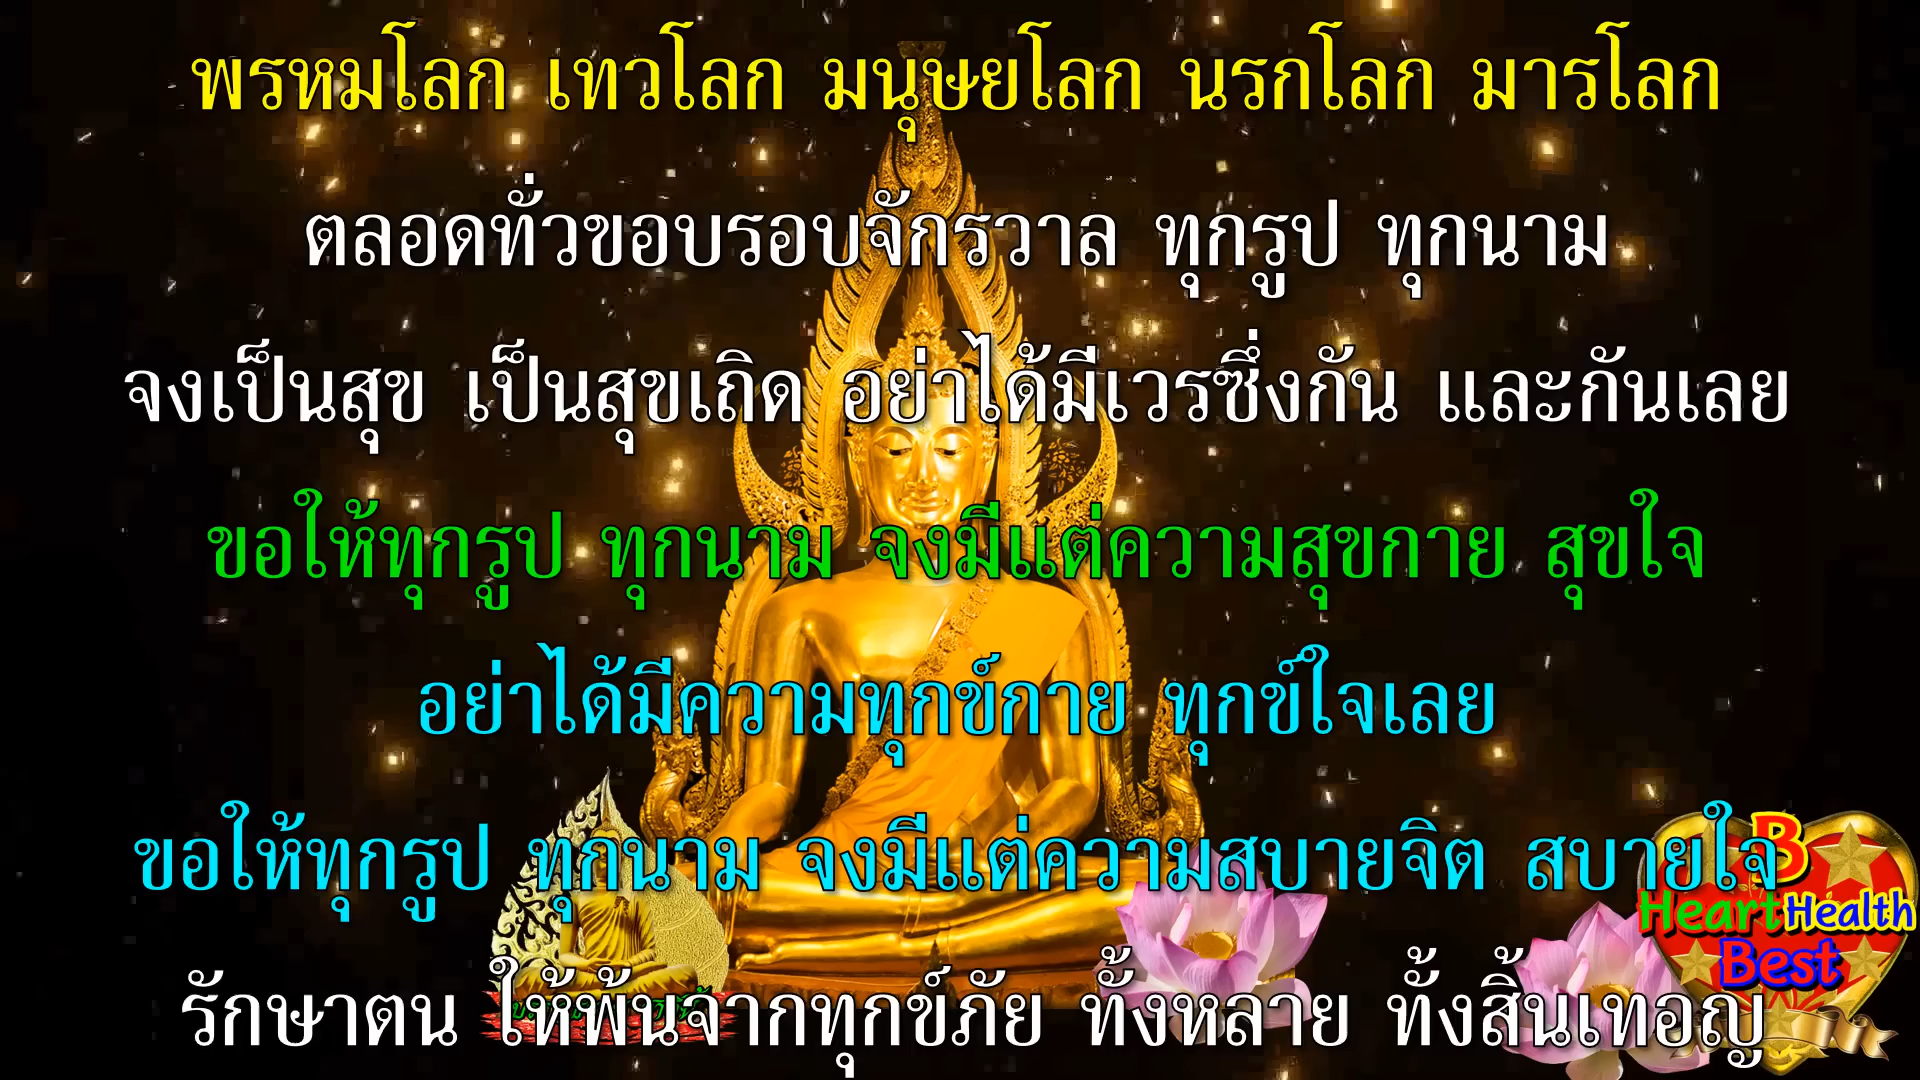 พรหมโลก เทวโลก มนุษยโลก นรกโลก มารโลก
ตลอดทั่วขอบรอบจักรวาล ทุกรูป ทุกนาม
จงเป็นสุข เป็นสุขเถิด อย่าได้มีเวรซึ่งกัน และกันเลย
ขอให้ทุกรูป ทุกนาม จงมีแต่ความสุขกาย สุขใจ
อย่าได้มีความทุกข์กาย ทุกข์ใจเลย
ขอให้ทุกรูป ทุกนาม จงมีแต่ความสบายจิต สบายใจ
รักษาตน ให้พ้นจากทุกข์ภัย ทั้งหลาย ทั้งสิ้นเทอญ
B
Heart Health
Best